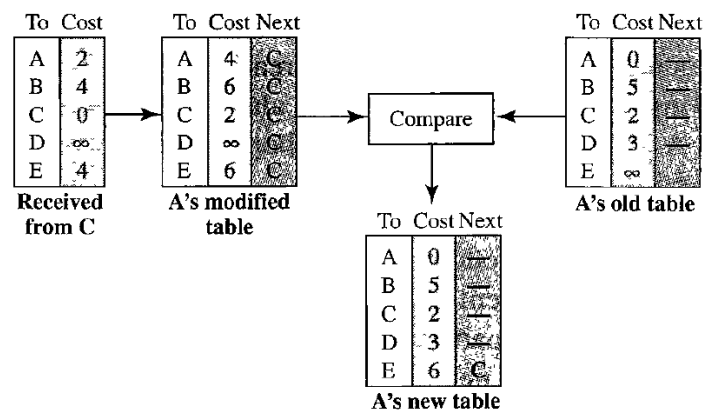 To Cost
A 2
B 4
C 0
D ∞
E 4
Received
from C
To Cost Next
A 4 C
B 6 C
C 2 C
D ∞ C
E 6 C
A's modified
table
Compare
To Cost Next
A 0 —
B 5 —
C 2 —
D 3 —
E ∞
A's old table
To Cost Next
A 0 —
B 5 —
C 2 —
D 3 —
E 6 C
A's new table